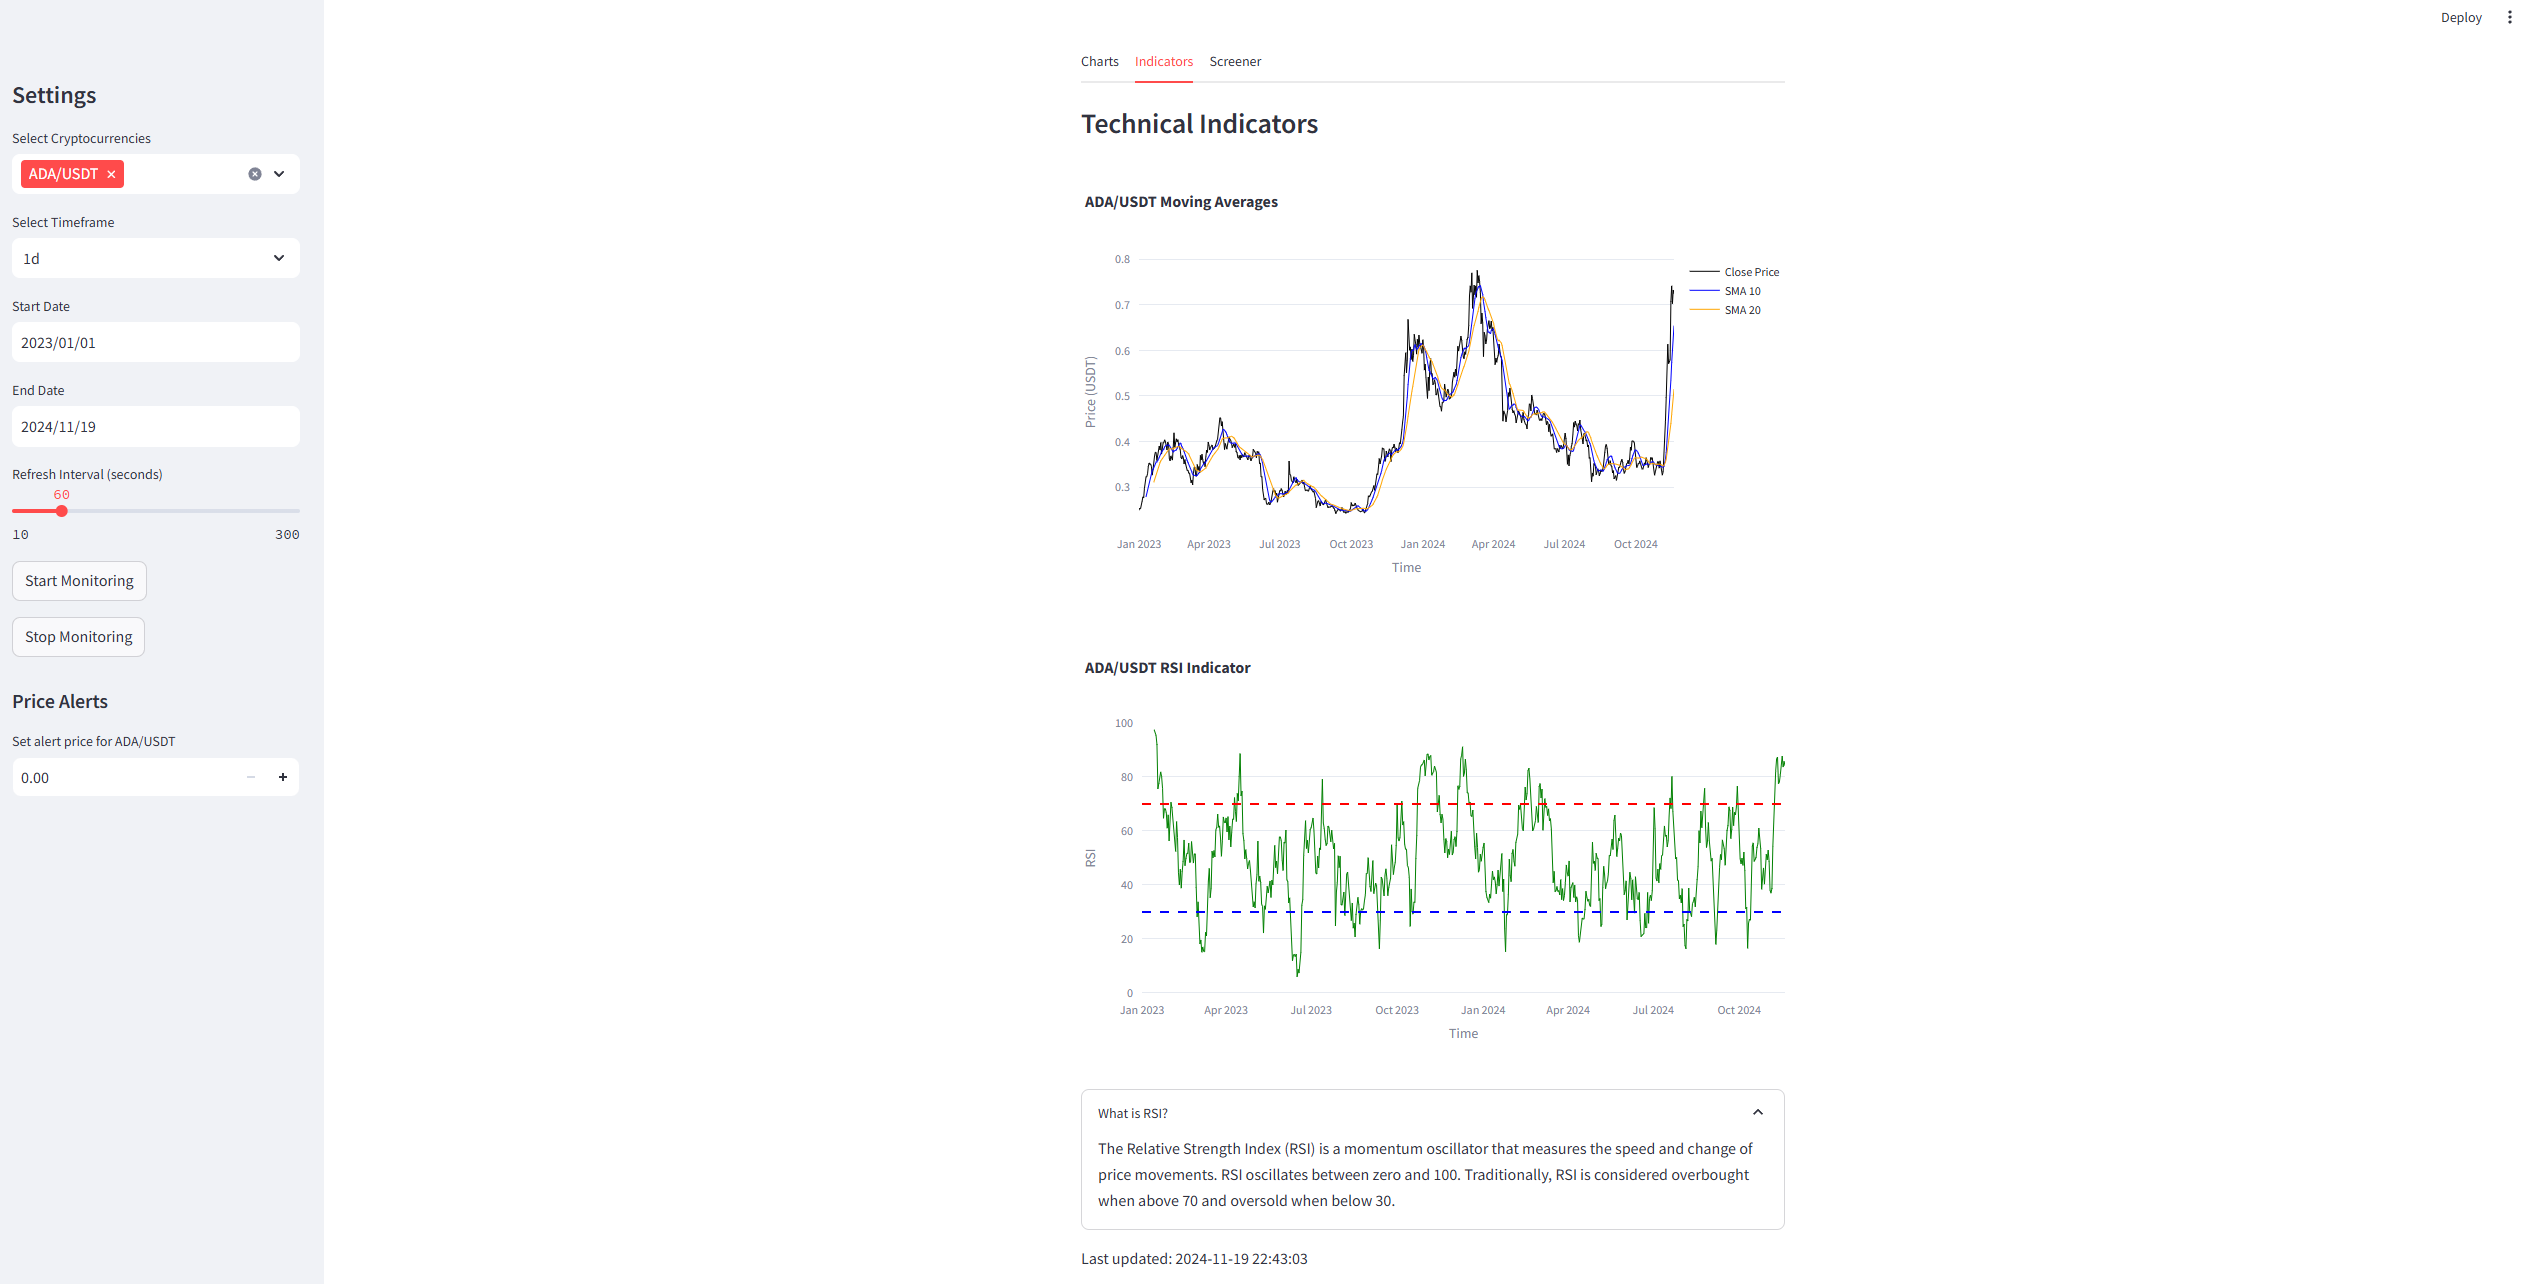 Deploy
Settings
Select Cryptocurrencies
ADA/USDT
Select Timeframe
1d
Start Date
2023/01/01
End Date
2024/11/19
Refresh Interval (seconds)
60
10 300
Start Monitoring
Stop Monitoring
Price Alerts
Set alert price for ADA/USDT
0.00
Charts Indicators Screener
Technical Indicators
ADA/USDT Moving Averages
0.8
0.7
0.6
0.5
0.4
0.3
Price (USDT)
Jan 2023 Apr 2023 Jul 2023 Oct 2023 Jan 2024 Apr 2024 Jul 2024 Oct 2024
Time
Close Price
SMA 10
SMA 20
ADA/USDT RSI Indicator
100
80
60
40
20
0
RSI
Jan 2023 Apr 2023 Jul 2023 Oct 2023 Jan 2024 Apr 2024 Jul 2024 Oct 2024
Time
What is RSI?
The Relative Strength Index (RSI) is a momentum oscillator that measures the speed and change of
price movements. RSI oscillates between zero and 100. Traditionally, RSI is considered overbought
when above 70 and oversold when below 30.
Last updated: 2024-11-19 22:43:03